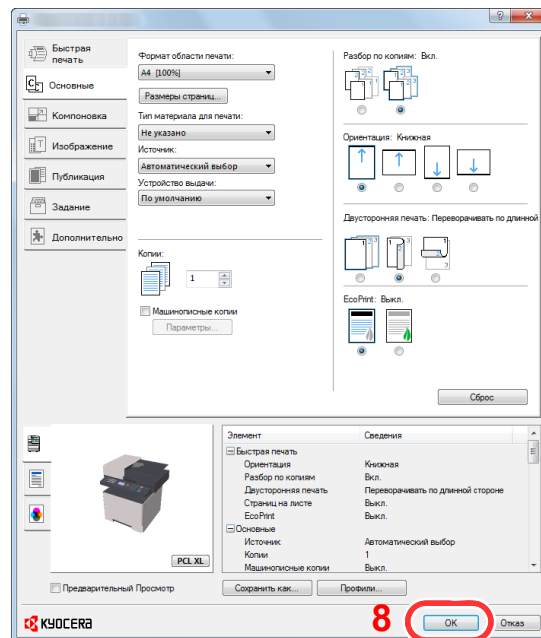 Быстрая печать
Основные
Компоновка
Изображение
Публикация
Задание
Дополнительно
Формат области печати:
A4 [100%]
Размеры страниц...
Тип материала для печати:
Не указано
Источник:
Автоматический выбор
Устройство выдачи:
По умолчанию
Копии:
1
Машинописные копии
Параметры...
Разбор по копиям: Вкл.
Ориентация: Книжная
Двусторонняя печать: Переворачивать по длинной
EcoPrint: Выкл.
Сброс
Элемент Сведения
Быстрая печать
Ориентация Книжная
Разбор по копиям Вкл.
Двусторонняя печать Переворачивать по длинной стороне
Страниц на листе Выкл.
EcoPrint Выкл.
Основные
Источник Автоматический выбор
Копии 1
Машинописные копии Выкл.
PCL XL
Предварительный Просмотр
Сохранить как...
Профили...
KYOCERA
8
OK
Отказ